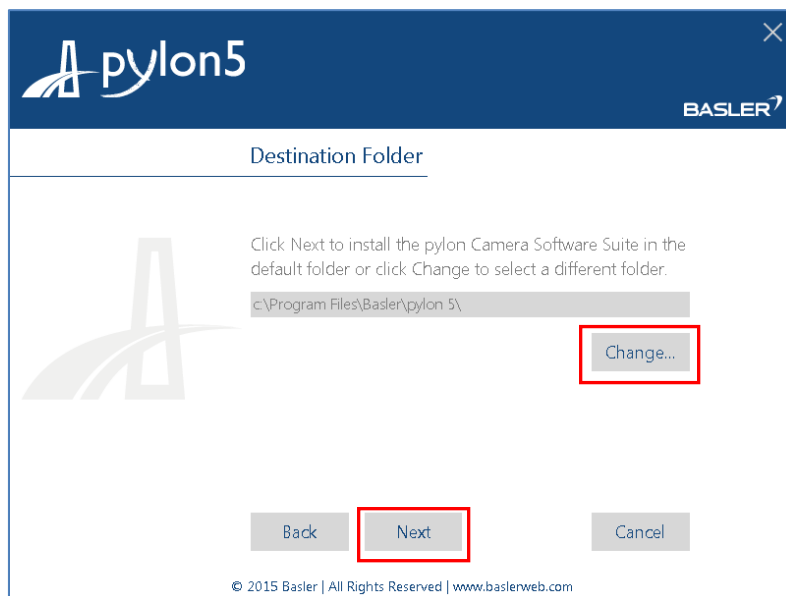 pylon5
BASLER
Destination Folder
Click Next to install the pylon Camera Software Suite in the
default folder or click Change to select a different folder.
c:\Program Files\Basler\pylon 5\
Change...
Back Next Cancel
© 2015 Basler | All Rights Reserved | www.baslerweb.com